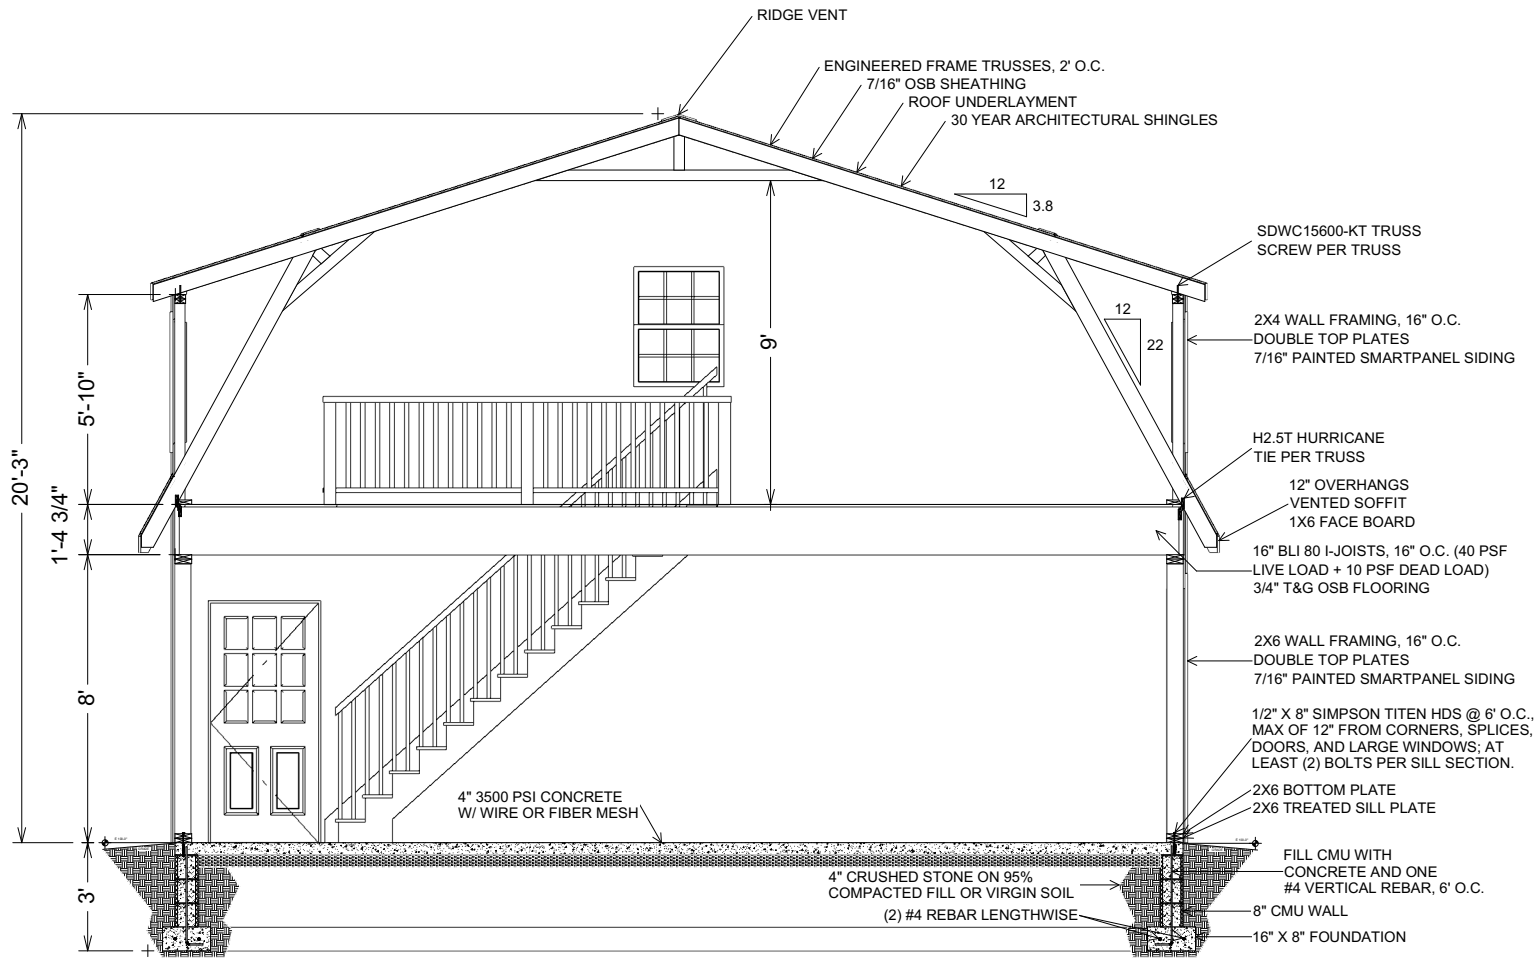 RIDGE VENT
ENGINEERED FRAME TRUSSES, 2' O.C.
7/16" OSB SHEATHING
ROOF UNDERLAYMENT
30 YEAR ARCHITECTURAL SHINGLES
12
3.8
SDWC15600-KT TRUSS
SCREW PER TRUSS
12
22
2X4 WALL FRAMING, 16" O.C.
DOUBLE TOP PLATES
7/16" PAINTED SMARTPANEL SIDING
9'
5'-10"
20'-3"
1'-4 3/4"
8'
3'
H2.5T HURRICANE
TIE PER TRUSS
12" OVERHANGS
VENTED SOFFIT
1X6 FACE BOARD
16" BLI 80 I-JOISTS, 16" O.C. (40 PSF
LIVE LOAD + 10 PSF DEAD LOAD)
3/4" T&G OSB FLOORING
2X6 WALL FRAMING, 16" O.C.
DOUBLE TOP PLATES
7/16" PAINTED SMARTPANEL SIDING
1/2" X 8" SIMPSON TITEN HDS @ 6' O.C.,
MAX OF 12" FROM CORNERS, SPLICES,
DOORS, AND LARGE WINDOWS; AT
LEAST (2) BOLTS PER SILL SECTION.
2X6 BOTTOM PLATE
2X6 TREATED SILL PLATE
4" 3500 PSI CONCRETE
W/ WIRE OR FIBER MESH
4" CRUSHED STONE ON 95%
COMPACTED FILL OR VIRGIN SOIL
(2) #4 REBAR LENGTHWISE
FILL CMU WITH
CONCRETE AND ONE
#4 VERTICAL REBAR, 6' O.C.
8" CMU WALL
16" X 8" FOUNDATION